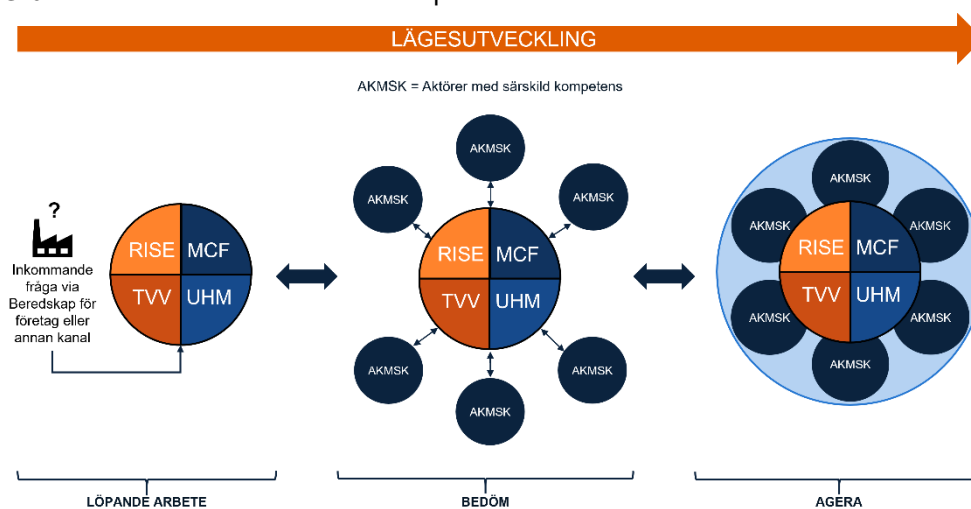 LÄGESUTVECKLING
AKMSK = Aktörer med särskild kompetens
?
Inkommande
fråga via
Beredskap för
företag eller
annan kanal
RISE MCF
TVV UHM
AKMSK
AKMSK
AKMSK
RISE MCF
TVV UHM
AKMSK
AKMSK
AKMSK
AKMSK
AKMSK
AKMSK
RISE MCF
TVV UHM
AKMSK
AKMSK
AKMSK
LÖPANDE ARBETE
BEDÖM
AGERA